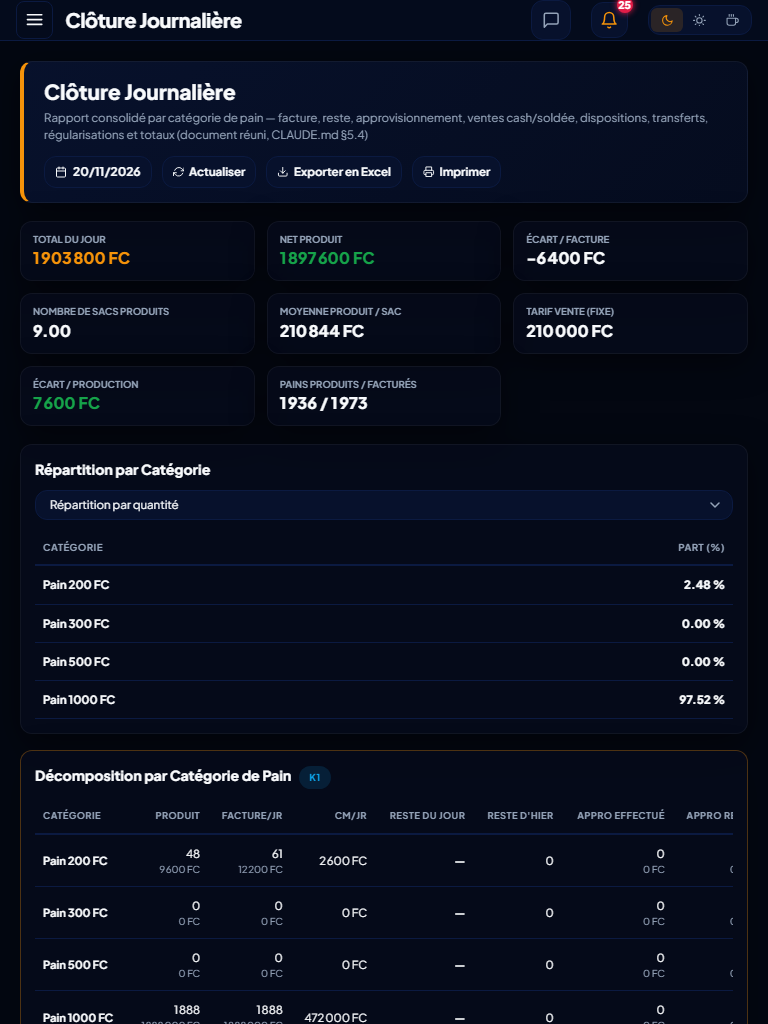 Clôture Journalière
25
Clôture Journalière
Rapport consolidé par catégorie de pain — facture, reste, approvisionnement, ventes cash/soldée, dispositions, transferts,
régularisations et totaux (document réuni, CLAUDE.md §5.4)
20/11/2026 Actualiser Exporter en Excel Imprimer
TOTAL DU JOUR NET PRODUIT ÉCART / FACTURE
1 903 800 FC 1 897 600 FC -6 400 FC
NOMBRE DE SACS PRODUITS MOYENNE PRODUIT / SAC TARIF VENTE (FIXE)
9.00 210 844 FC 210 000 FC
ÉCART / PRODUCTION PAINS PRODUITS / FACTURÉS
7 600 FC 1936 / 1973
Répartition par Catégorie
Répartition par quantité
CATÉGORIE PART (%)
Pain 200 FC 2.48 %
Pain 300 FC 0.00 %
Pain 500 FC 0.00 %
Pain 1000 FC 97.52 %
Décomposition par Catégorie de Pain K1
CATÉGORIE PRODUIT FACTURE/JR CM/JR RESTE DU JOUR RESTE D'HIER APPRO EFFECTUÉ APPRO
Pain 200 FC 48 61 2 600 FC — 0 0
9 600 FC 12 200 FC 0 FC
Pain 300 FC 0 0 0 FC — 0 0
0 FC 0 FC 0 FC
Pain 500 FC 0 0 0 FC — 0 0
0 FC 0 FC 0 FC
Pain 1000 FC 1888 1888 472 000 FC — 0 0